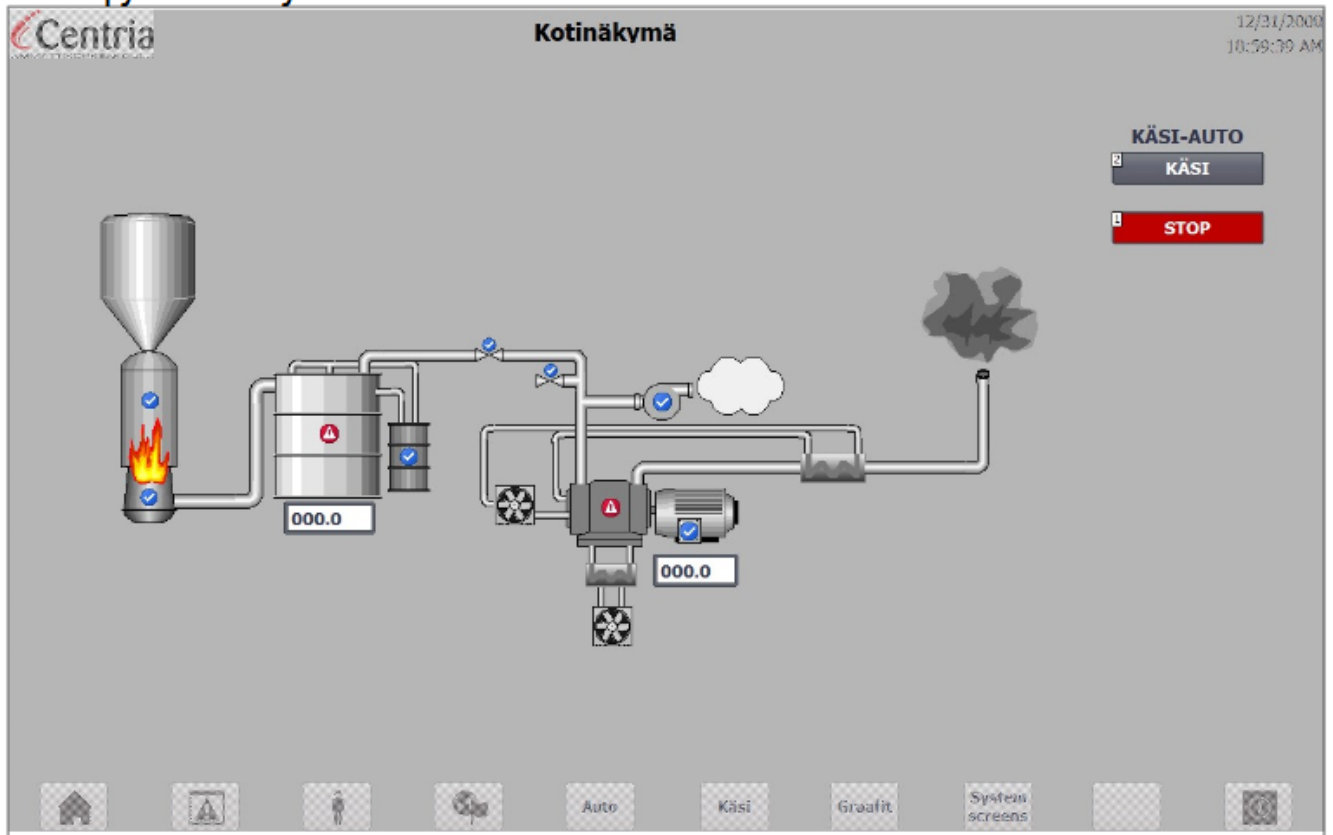 Centria
Kotinäkymä
12/31/2000
10:59:39 AM
KÄSI-AUTO
2
KÄSI
1
STOP
000.0
000.0
Auto
Käsi
Graafit
System
screens